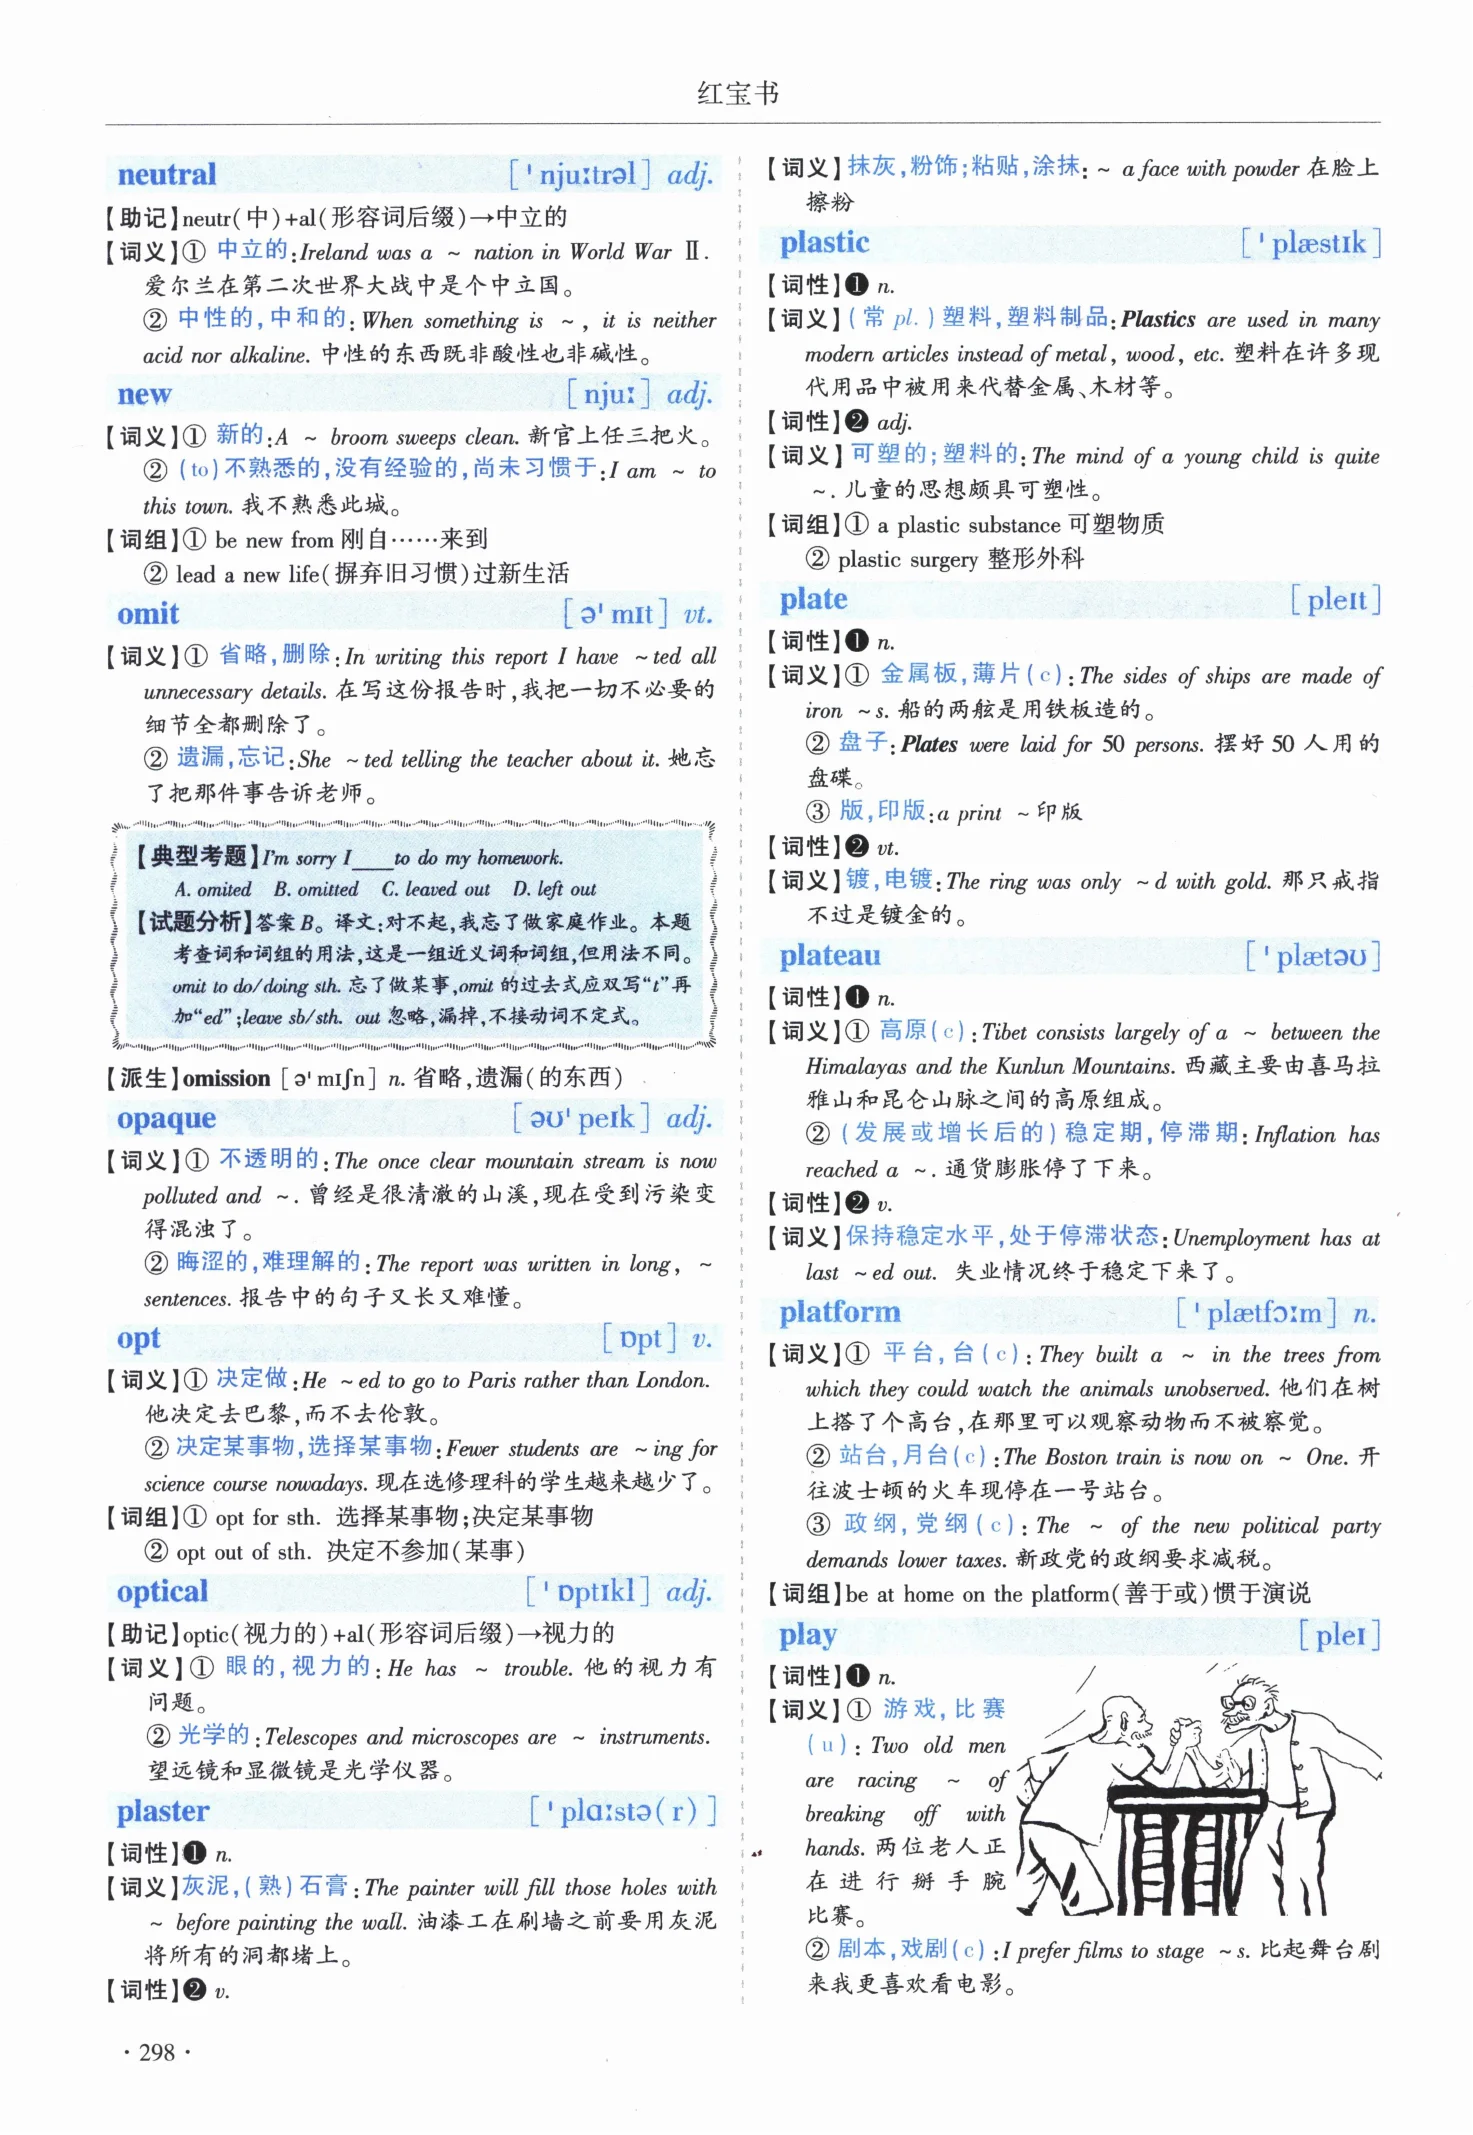 红宝书
neutral ['njuːtrəl] adj.
【助记】neutr(中)+al(形容词后缀)→中立的
【词义】① 中立的:Ireland was a ~ nation in World War Ⅱ.
爱尔兰在第二次世界大战中是个中立国。
② 中性的,中和的: When something is ~ , it is neither
acid nor alkaline. 中性的东西既非酸性也非碱性。
new [njuː] adj.
【词义】① 新的:A ~ broom sweeps clean. 新官上任三把火。
② (to)不熟悉的,没有经验的,尚未习惯于:I am ~ to
this town. 我不熟悉此城。
【词组】① be new from 刚自……来到
② lead a new life(摒弃旧习惯)过新生活
omit [ə'mɪt] vt.
【词义】① 省略,删除:In writing this report I have ~ted all
unnecessary details. 在写这份报告时,我把一切不必要的
细节全都删除了。
② 遗漏,忘记:She ~ted telling the teacher about it. 她忘
了把那件事告诉老师。
【典型考题】I'm sorry I____to do my homework.
A. omited B. omitted C. leaved out D. left out
【试题分析】答案 B。译文:对不起,我忘了做家庭作业。本题
考查词和词组的用法,这是一组近义词和词组,但用法不同。
omit to do/doing sth. 忘了做某事,omit 的过去式应双写“t”再
加“ed”;leave sb/sth. out 忽略,漏掉,不接动词不定式。
【派生】omission [ə'mɪʃn] n. 省略,遗漏(的东西)
opaque [əʊ'peɪk] adj.
【词义】① 不透明的:The once clear mountain stream is now
polluted and ~. 曾经是很清澈的山溪,现在受到污染变
得混浊了。
② 晦涩的,难理解的:The report was written in long, ~
sentences. 报告中的句子又长又难懂。
opt [ɒpt] v.
【词义】① 决定做:He ~ed to go to Paris rather than London.
他决定去巴黎,而不去伦敦。
② 决定某事物,选择某事物:Fewer students are ~ing for
science course nowadays. 现在选修理科的学生越来越少了。
【词组】① opt for sth. 选择某事物;决定某事物
② opt out of sth. 决定不参加(某事)
optical ['ɒptɪkl] adj.
【助记】optic(视力的)+al(形容词后缀)→视力的
【词义】① 眼的,视力的:He has ~ trouble. 他的视力有
问题。
② 光学的:Telescopes and microscopes are ~ instruments.
望远镜和显微镜是光学仪器。
plaster ['plɑːstə(r)]
【词性】❶ n.
【词义】灰泥,(熟)石膏:The painter will fill those holes with
~ before painting the wall. 油漆工在刷墙之前要用灰泥
将所有的洞都堵上。
【词性】❷ v.
【词义】抹灰,粉饰;粘贴,涂抹: ~ a face with powder 在脸上
擦粉
plastic ['plæstɪk]
【词性】❶ n.
【词义】(常 pl.)塑料,塑料制品:Plastics are used in many
modern articles instead of metal, wood, etc. 塑料在许多现
代用品中被用来代替金属、木材等。
【词性】❷ adj.
【词义】可塑的;塑料的:The mind of a young child is quite
~. 儿童的思想颇具可塑性。
【词组】① a plastic substance 可塑物质
② plastic surgery 整形外科
plate [pleɪt]
【词性】❶ n.
【词义】① 金属板,薄片(c):The sides of ships are made of
iron ~s. 船的两舷是用铁板造的。
② 盘子:Plates were laid for 50 persons. 摆好 50 人用的
盘碟。
③ 版,印版:a print ~印版
【词性】❷ vt.
【词义】镀,电镀:The ring was only ~d with gold. 那只戒指
不过是镀金的。
plateau ['plætəʊ]
【词性】❶ n.
【词义】① 高原(c):Tibet consists largely of a ~ between the
Himalayas and the Kunlun Mountains. 西藏主要由喜马拉
雅山和昆仑山脉之间的高原组成。
② (发展或增长后的)稳定期,停滞期:Inflation has
reached a ~. 通货膨胀停了下来。
【词性】❷ v.
【词义】保持稳定水平,处于停滞状态:Unemployment has at
last ~ed out. 失业情况终于稳定下来了。
platform ['plætfɔːm] n.
【词义】① 平台,台(c):They built a ~ in the trees from
which they could watch the animals unobserved. 他们在树
上搭了个高台,在那里可以观察动物而不被察觉。
② 站台,月台(c):The Boston train is now on ~ One. 开
往波士顿的火车现停在一号站台。
③ 政纲,党纲(c):The ~ of the new political party
demands lower taxes. 新政党的政纲要求减税。
【词组】be at home on the platform(善于或)惯于演说
play [pleɪ]
【词性】❶ n.
【词义】① 游戏,比赛
(u): Two old men
are racing ~ of
breaking off with
hands. 两位老人正
在进行掰手腕
比赛。
② 剧本,戏剧(c):I prefer films to stage ~s. 比起舞台剧
来我更喜欢看电影。
·298·